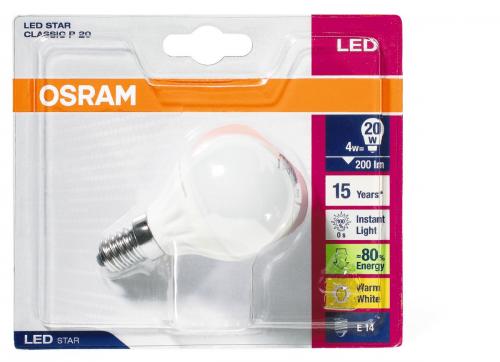 LED STAR
CLASSIC P 20
LED
OSRAM
20
W
4w=
200 lm
15 Years*
100
%
0 s
Instant
Light
=80%
Energy
Warm
White
E 14
LED STAR